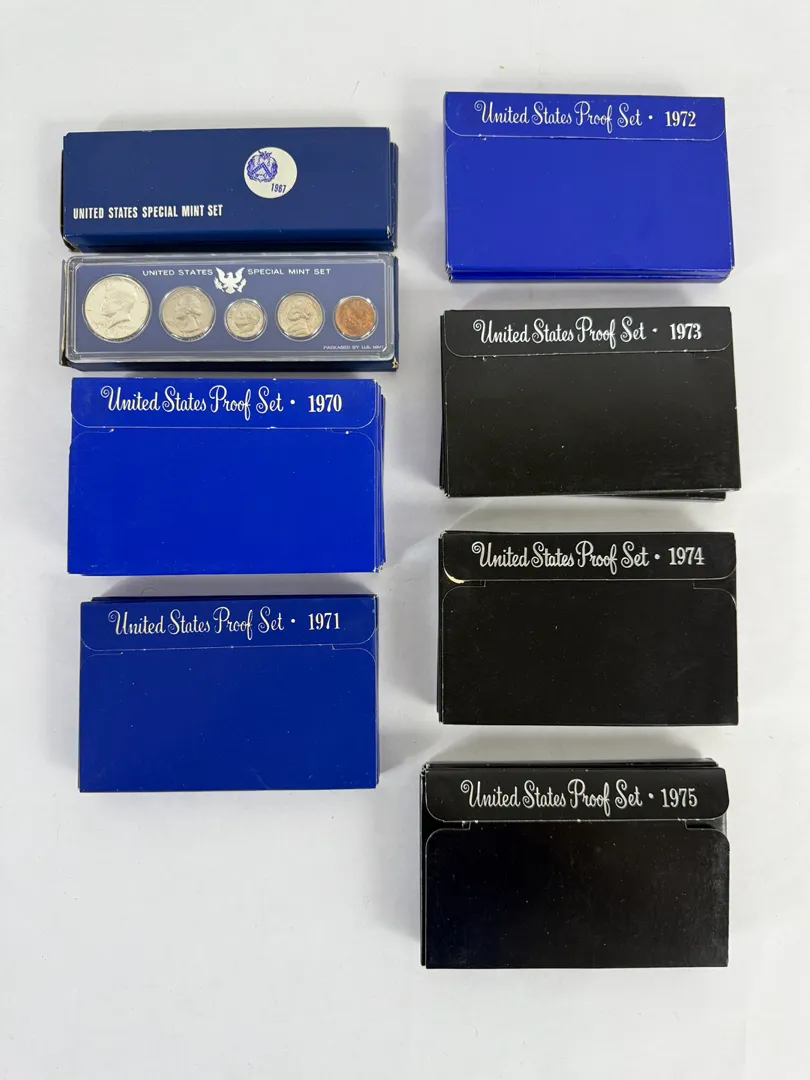 1967
UNITED STATES SPECIAL MINT SET
UNITED STATES SPECIAL MINT SET
PACKAGED BY U.S. MINT
United States Proof Set • 1970
United States Proof Set • 1971
United States Proof Set • 1972
United States Proof Set • 1973
United States Proof Set • 1974
United States Proof Set • 1975